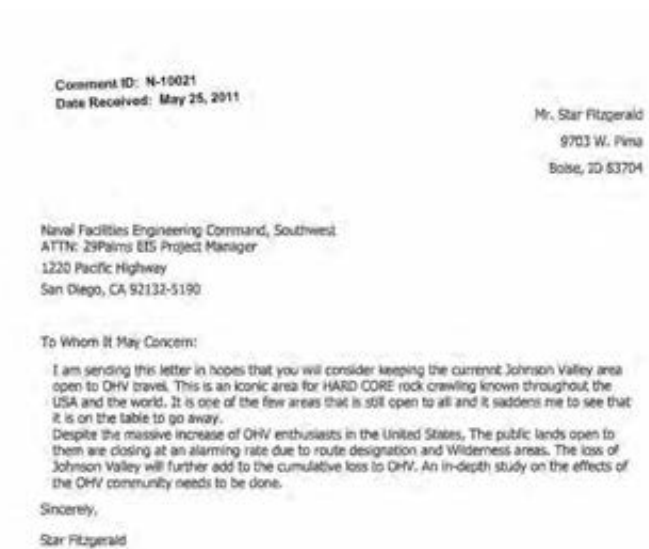 Comment ID: N-10021
Date Received: May 25, 2011
Mr. Star Fitzgerald
9703 W. Pima
Boise, ID 83704
Naval Facilities Engineering Command, Southwest
ATTN: 29Palms EIS Project Manager
1220 Pacific Highway
San Diego, CA 92132-5190
To Whom It May Concern:
I am sending this letter in hopes that you will consider keeping the currennt Johnson Valley area
open to OHV travel. This is an iconic area for HARD CORE rock crawling known throughout the
USA and the world. It is one of the few areas that is still open to all and it saddens me to see that
it is on the table to go away.
Despite the massive increase of OHV enthusiasts in the United States, The public lands open to
them are closing at an alarming rate due to route designation and Wilderness areas. The loss of
Johnson Valley will further add to the cumulative loss to OHV. An in-depth study on the effects of
the OHV community needs to be done.
Sincerely,
Star Fitzgerald